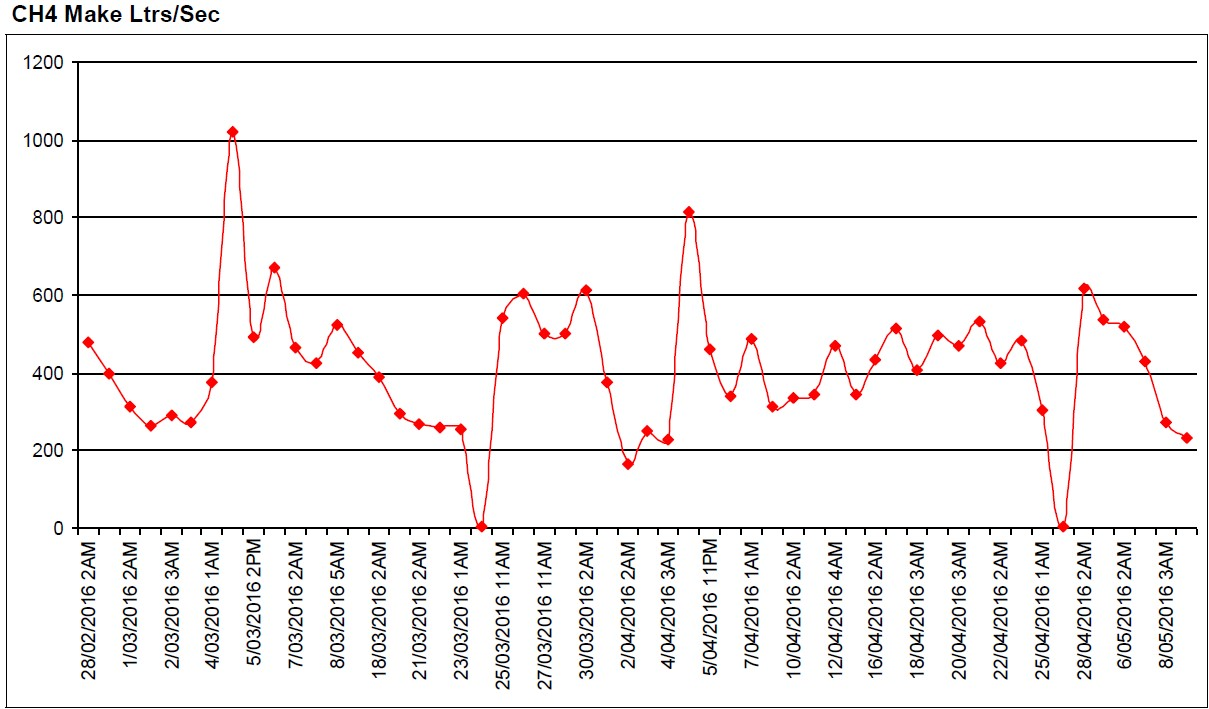 CH4 Make Ltrs/Sec
1200
1000
800
600
400
200
0
28/02/2016 2AM
1/03/2016 2AM
2/03/2016 3AM
4/03/2016 1AM
5/03/2016 2PM
7/03/2016 2AM
8/03/2016 5AM
18/03/2016 2AM
21/03/2016 2AM
23/03/2016 1AM
25/03/2016 11AM
27/03/2016 11AM
30/03/2016 2AM
2/04/2016 2AM
4/04/2016 3AM
5/04/2016 11PM
7/04/2016 1AM
10/04/2016 2AM
12/04/2016 4AM
16/04/2016 2AM
18/04/2016 3AM
20/04/2016 3AM
22/04/2016 2AM
25/04/2016 1AM
28/04/2016 2AM
6/05/2016 2AM
8/05/2016 3AM